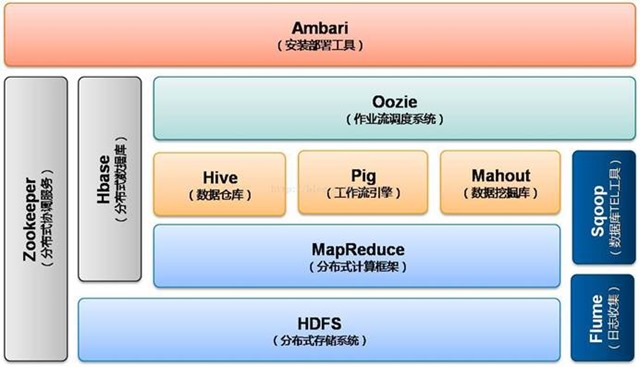 Ambari
（安装部署工具）
Zookeeper
（分布式协调服务）
Hbase
（分布式数据库）
Oozie
（作业流调度系统）
Hive
（数据仓库）
Pig
（工作流引擎）
Mahout
（数据挖掘库）
Sqoop
（数据库TEL工具）
MapReduce
（分布式计算框架）
Flume
（日志收集）
HDFS
（分布式存储系统）